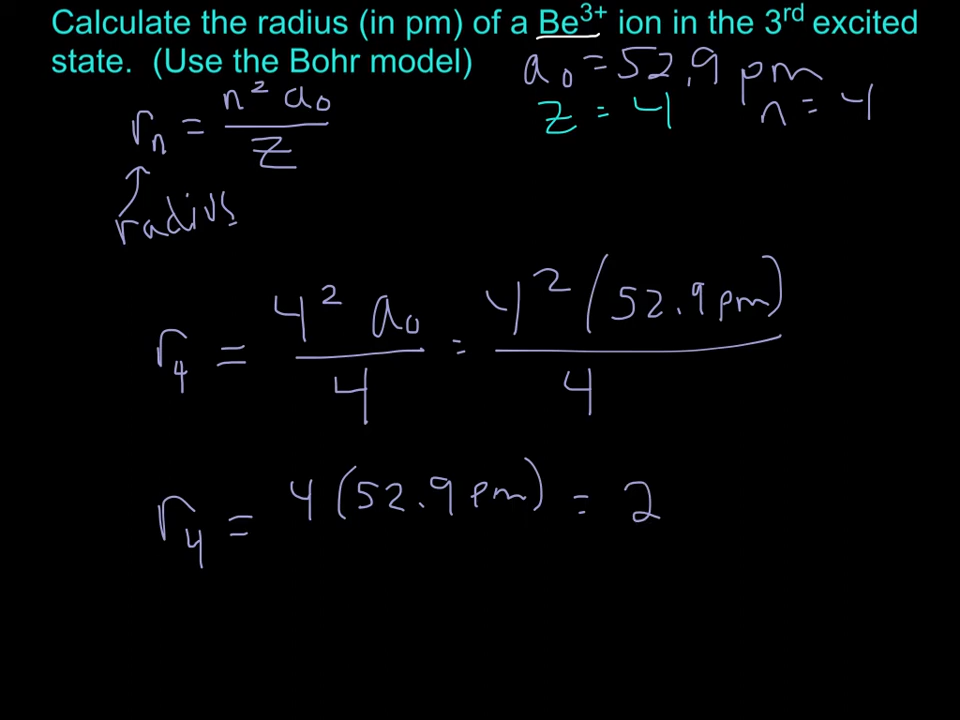 Calculate the radius (in pm) of a Be³⁺ ion in the 3ʳᵈ excited
state. (Use the Bohr model)
a₀ = 52.9 pm
z = 4
n = 4
rₙ = n² a₀ / Z
radius
r₄ = 4² a₀ / 4 = 4² (52.9 pm) / 4
r₄ = 4 (52.9 pm) = 2